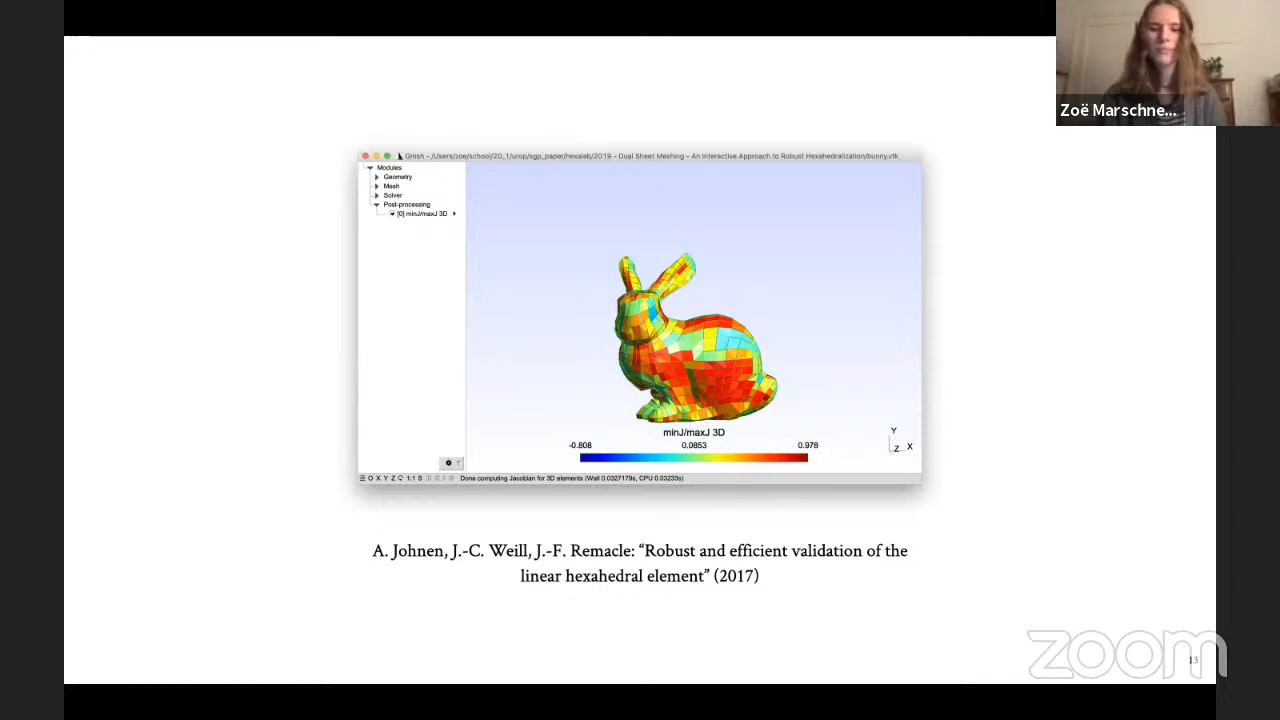 Zoë Marschne...
Gmsh - /Users/zoe/school/20_1/urop/sgp_paper/hexalab/2019 - Dual Sheet Meshing - An Interactive Approach to Robust Hexahedralization/bunny.vtk
Modules
Geometry
Mesh
Solver
Post-processing
[0] minJ/maxJ 3D
minJ/maxJ 3D
-0.808 0.0853 0.978
Y
Z X
O X Y Z 1:1 S Done computing Jacobian for 3D elements (Wall 0.0327179s, CPU 0.03233s)
A. Johnen, J.-C. Weill, J.-F. Remacle: “Robust and efficient validation of the
linear hexahedral element” (2017)
zoom
13